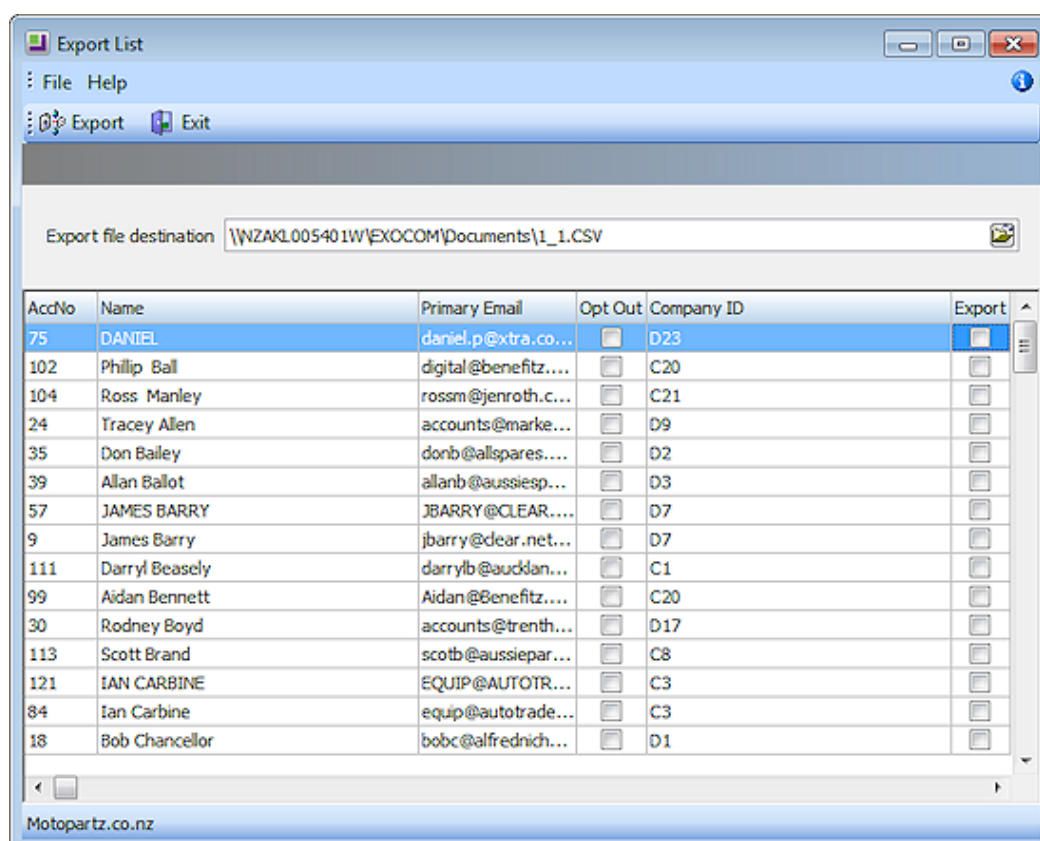 Export List
File Help
Export Exit
Export file destination \\NZAKL005401W\EXOCOM\Documents\1_1.CSV
AccNo Name Primary Email Opt Out Company ID Export
75 DANIEL daniel.p@xtra.co... D23
102 Phillip Ball digital@benefitz.... C20
104 Ross Manley rossm@jenroth.c... C21
24 Tracey Allen accounts@marke... D9
35 Don Bailey donb@allspares.... D2
39 Allan Ballot allanb@aussiesp... D3
57 JAMES BARRY JBARRY@CLEAR.... D7
9 James Barry jbarry@clear.net... D7
111 Darryl Beasely darrylb@aucklan... C1
99 Aidan Bennett Aidan@Benefitz.... C20
30 Rodney Boyd accounts@trenth... D17
113 Scott Brand scotb@aussiepar... C8
121 IAN CARBINE EQUIP@AUTOTR... C3
84 Ian Carbine equip@autotrade... C3
18 Bob Chancellor bobc@alfrednich... D1
Motopartz.co.nz